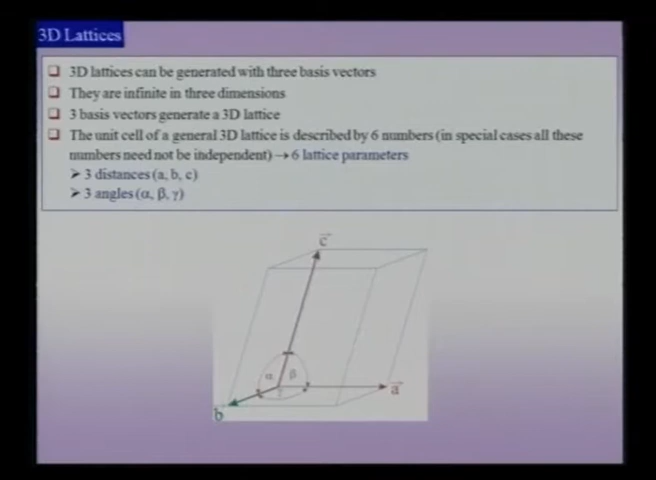 3D Lattices
❑ 3D lattices can be generated with three basis vectors
❑ They are infinite in three dimensions
❑ 3 basis vectors generate a 3D lattice
❑ The unit cell of a general 3D lattice is described by 6 numbers (in special cases all these
numbers need not be independent) → 6 lattice parameters
➤ 3 distances (a, b, c)
➤ 3 angles (α, β, γ)
c
α β
a
b